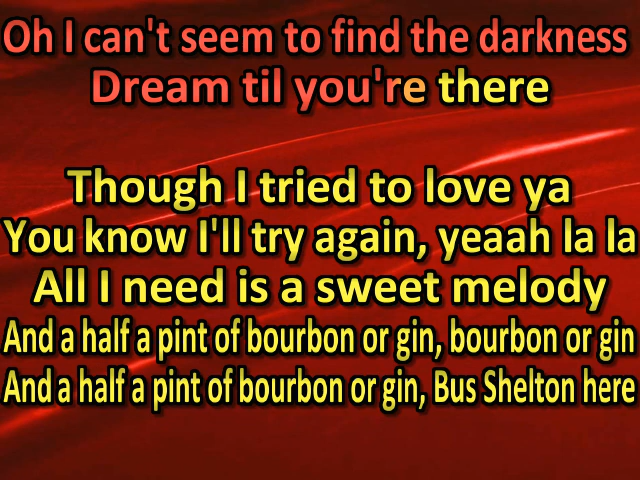 Oh I can't seem to find the darkness
Dream til you're there
Though I tried to love ya
You know I'll try again, yeaah la la
All I need is a sweet melody
And a half a pint of bourbon or gin, bourbon or gin
And a half a pint of bourbon or gin, Bus Shelton here